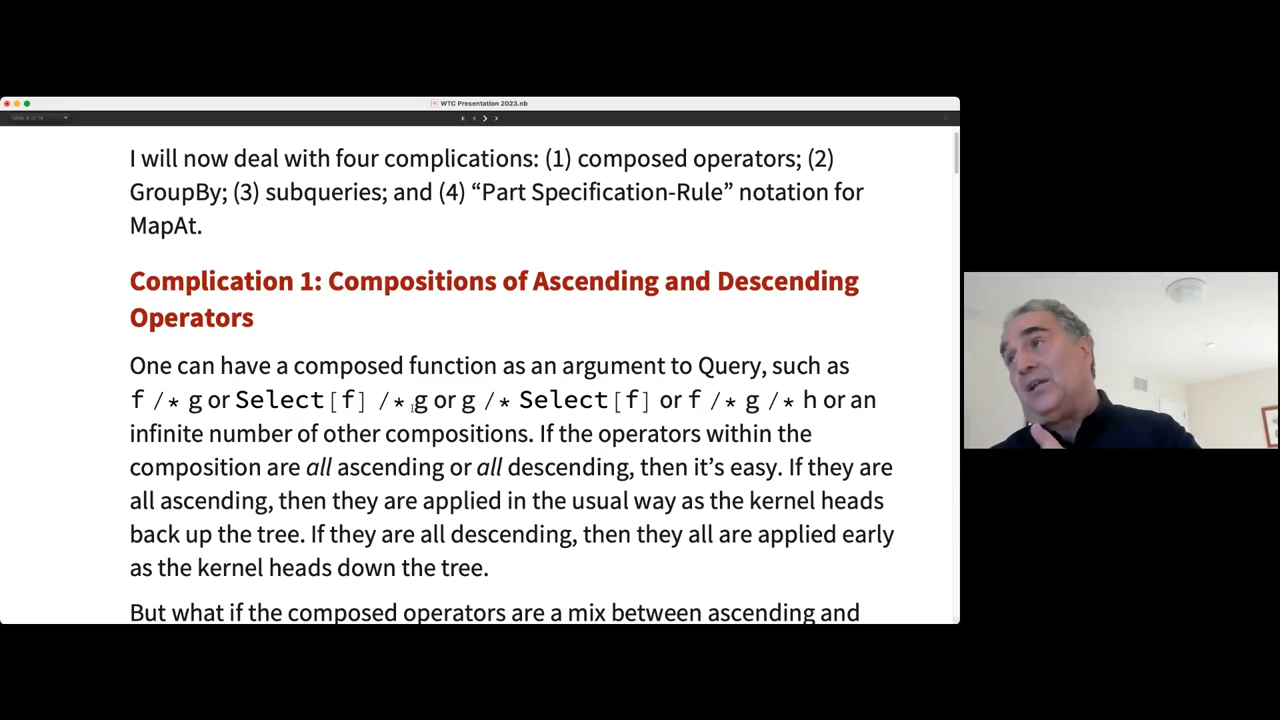 WTC Presentation 2023.nb
I will now deal with four complications: (1) composed operators; (2)
GroupBy; (3) subqueries; and (4) “Part Specification-Rule” notation for
MapAt.
Complication 1: Compositions of Ascending and Descending
Operators
One can have a composed function as an argument to Query, such as
f /* g or Select[f] /* g or g /* Select[f] or f /* g /* h or an
infinite number of other compositions. If the operators within the
composition are all ascending or all descending, then it’s easy. If they are
all ascending, then they are applied in the usual way as the kernel heads
back up the tree. If they are all descending, then they all are applied early
as the kernel heads down the tree.
But what if the composed operators are a mix between ascending and